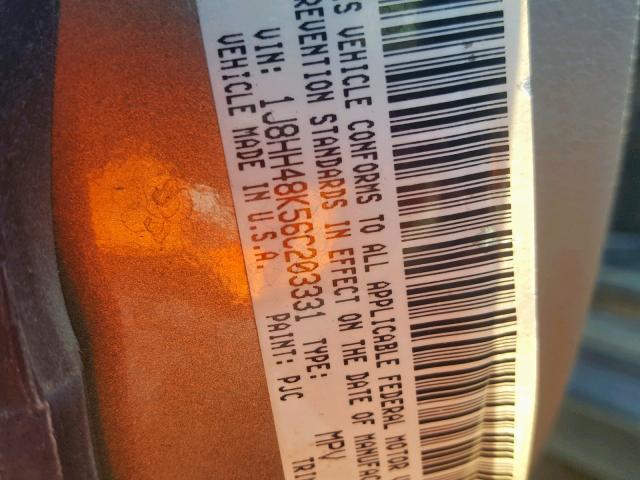 S VEHICLE CONFORMS TO ALL APPLICABLE FEDERAL MOTOR
REVENTION STANDARDS IN EFFECT ON THE DATE OF MANUFAC
VIN: 1J8HH48K56C203331 TYPE: MPV
VEHICLE MADE IN U.S.A. PAINT: PJC TRI